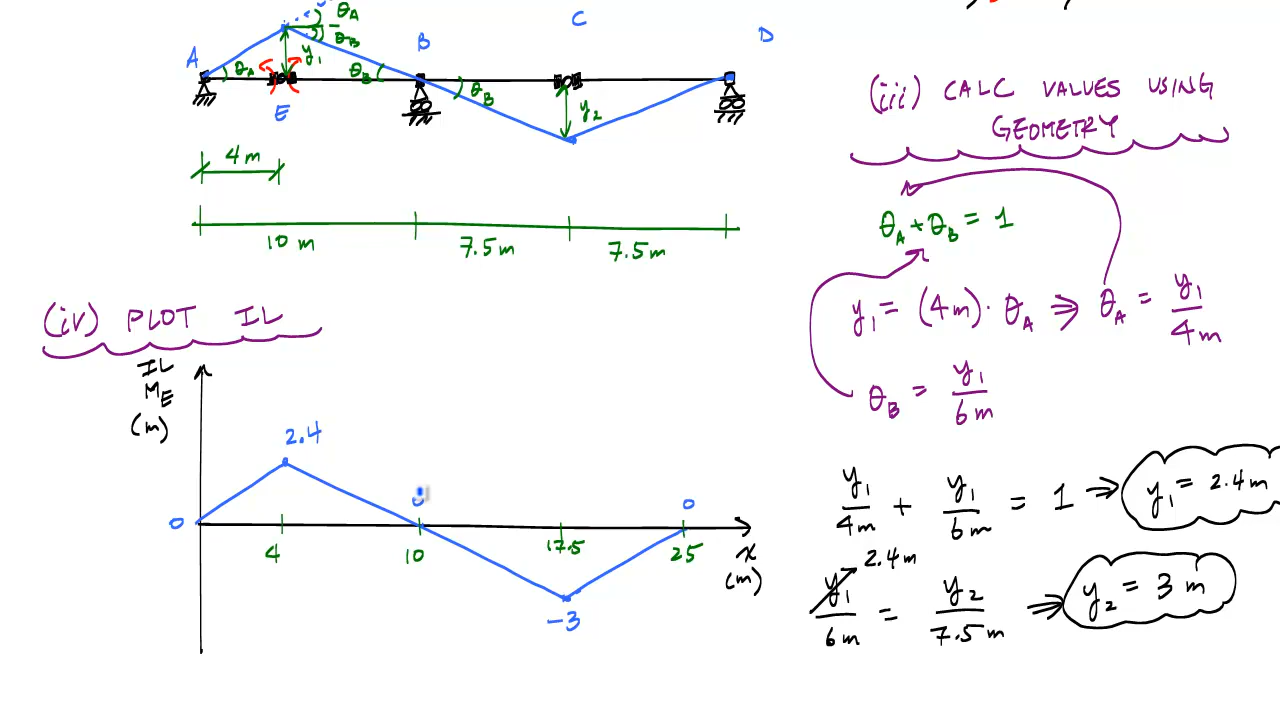 θA
θB
y1
A
θA
θB
B
θB
C
D
E
y2
4m
10 m
7.5m
7.5m
(iii) CALC VALUES USING
GEOMETRY
θA + θB = 1
y1 = (4m) · θA ⇒ θA = y1/4m
θB = y1/6m
y1/4m + y1/6m = 1 → y1 = 2.4m
2.4m
y1/6m = y2/7.5m ⇒ y2 = 3 m
(iv) PLOT IL
IL
ME
(m)
2.4
0
0
4
10
17.5
25
x
(m)
-3